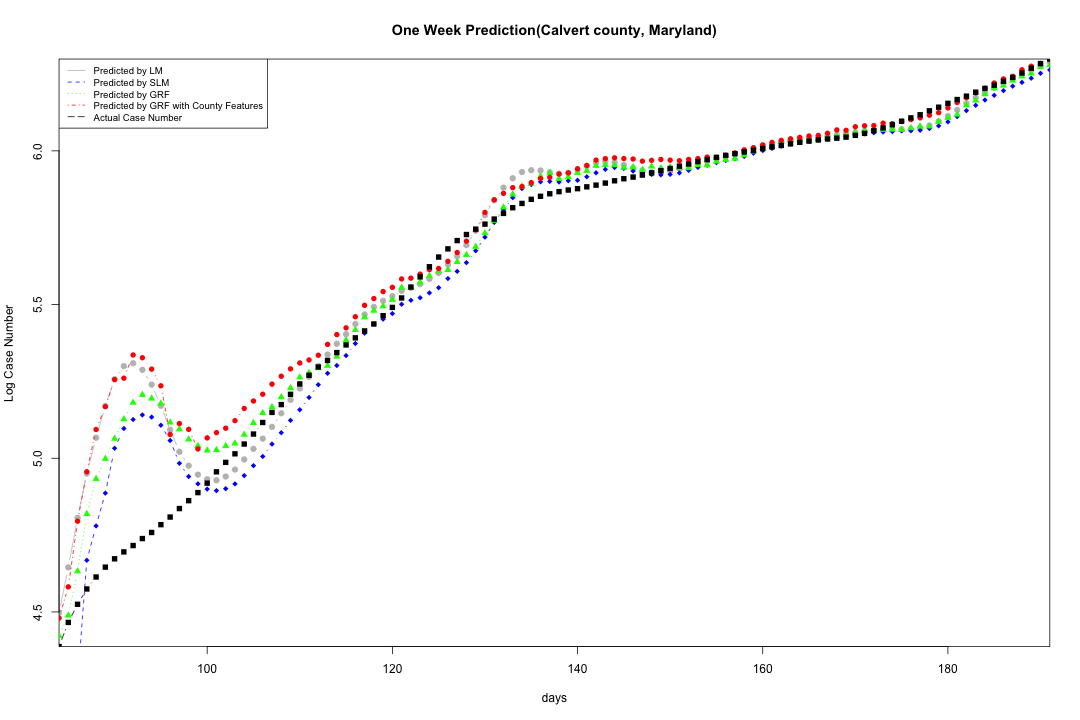 One Week Prediction(Calvert county, Maryland)
Predicted by LM
Predicted by SLM
Predicted by GRF
Predicted by GRF with County Features
Actual Case Number
Log Case Number
6.0
5.5
5.0
4.5
100 120 140 160 180
days